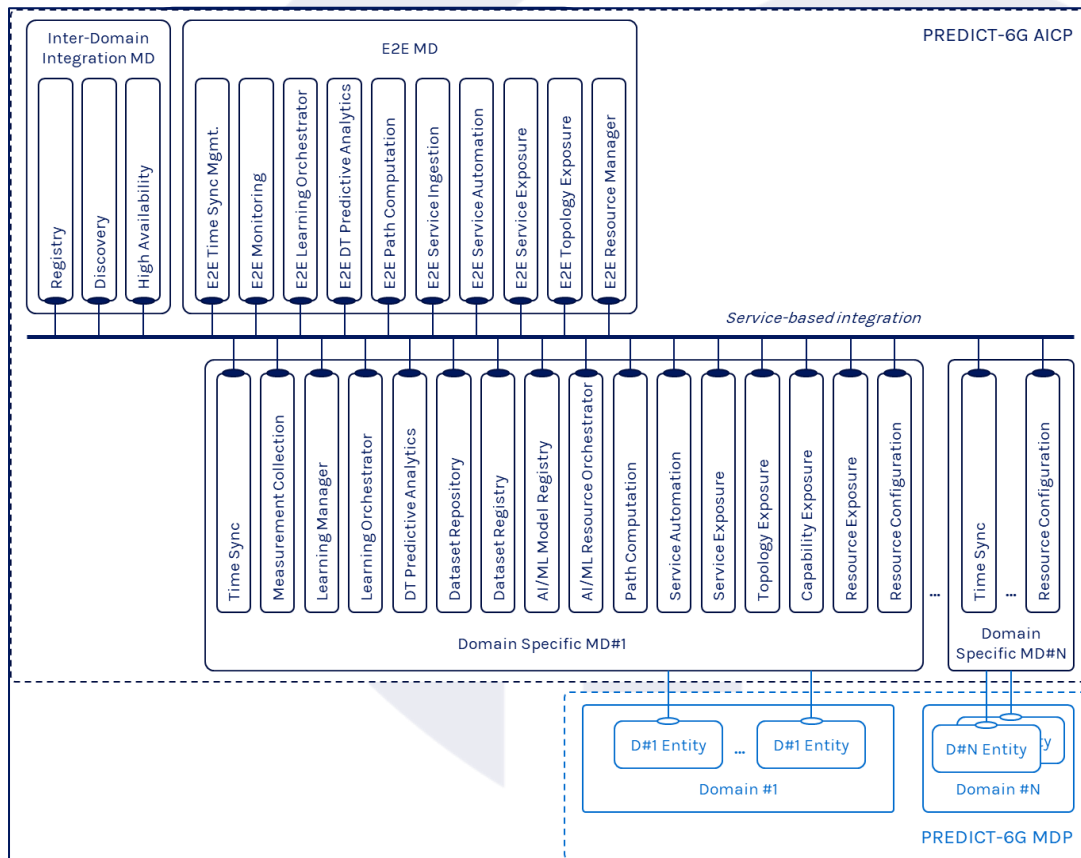 Inter-Domain
Integration MD
E2E MD
PREDICT-6G AICP
Registry
Discovery
High Availability
E2E Time Sync Mgmt.
E2E Monitoring
E2E Learning Orchestrator
E2E DT Predictive Analytics
E2E Path Computation
E2E Service Ingestion
E2E Service Automation
E2E Service Exposure
E2E Topology Exposure
E2E Resource Manager
Service-based integration
Time Sync
Measurement Collection
Learning Manager
Learning Orchestrator
DT Predictive Analytics
Dataset Repository
Dataset Registry
AI/ML Model Registry
AI/ML Resource Orchestrator
Path Computation
Service Automation
Service Exposure
Topology Exposure
Capability Exposure
Resource Exposure
Resource Configuration
...
Time Sync
...
Resource Configuration
Domain Specific MD#1
Domain
Specific MD#N
D#1 Entity
...
D#1 Entity
D#N Entity
Domain #1
Domain #N
PREDICT-6G MDP